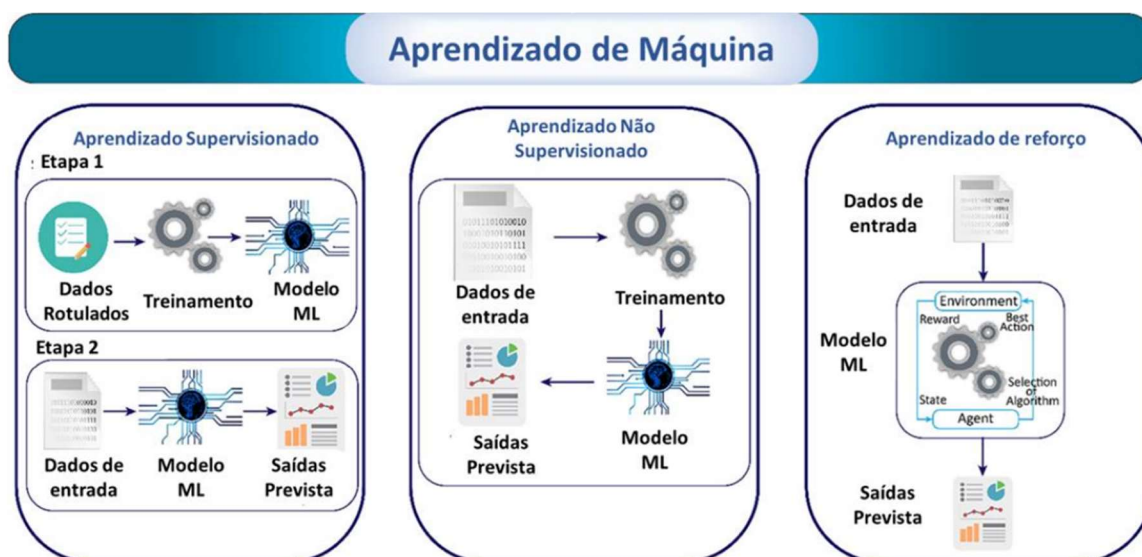 Aprendizado de Máquina
Aprendizado Supervisionado
: Etapa 1
Dados
Rotulados
Treinamento
Modelo
ML
Etapa 2
Dados de
entrada
Modelo
ML
Saídas
Prevista
Aprendizado Não
Supervisionado
Dados de
entrada
Treinamento
Saídas
Prevista
Modelo
ML
Aprendizado de reforço
Dados de
entrada
Modelo
ML
Environment
Reward
Best
Action
State
Selection
of
Algorithm
Agent
Saídas
Prevista